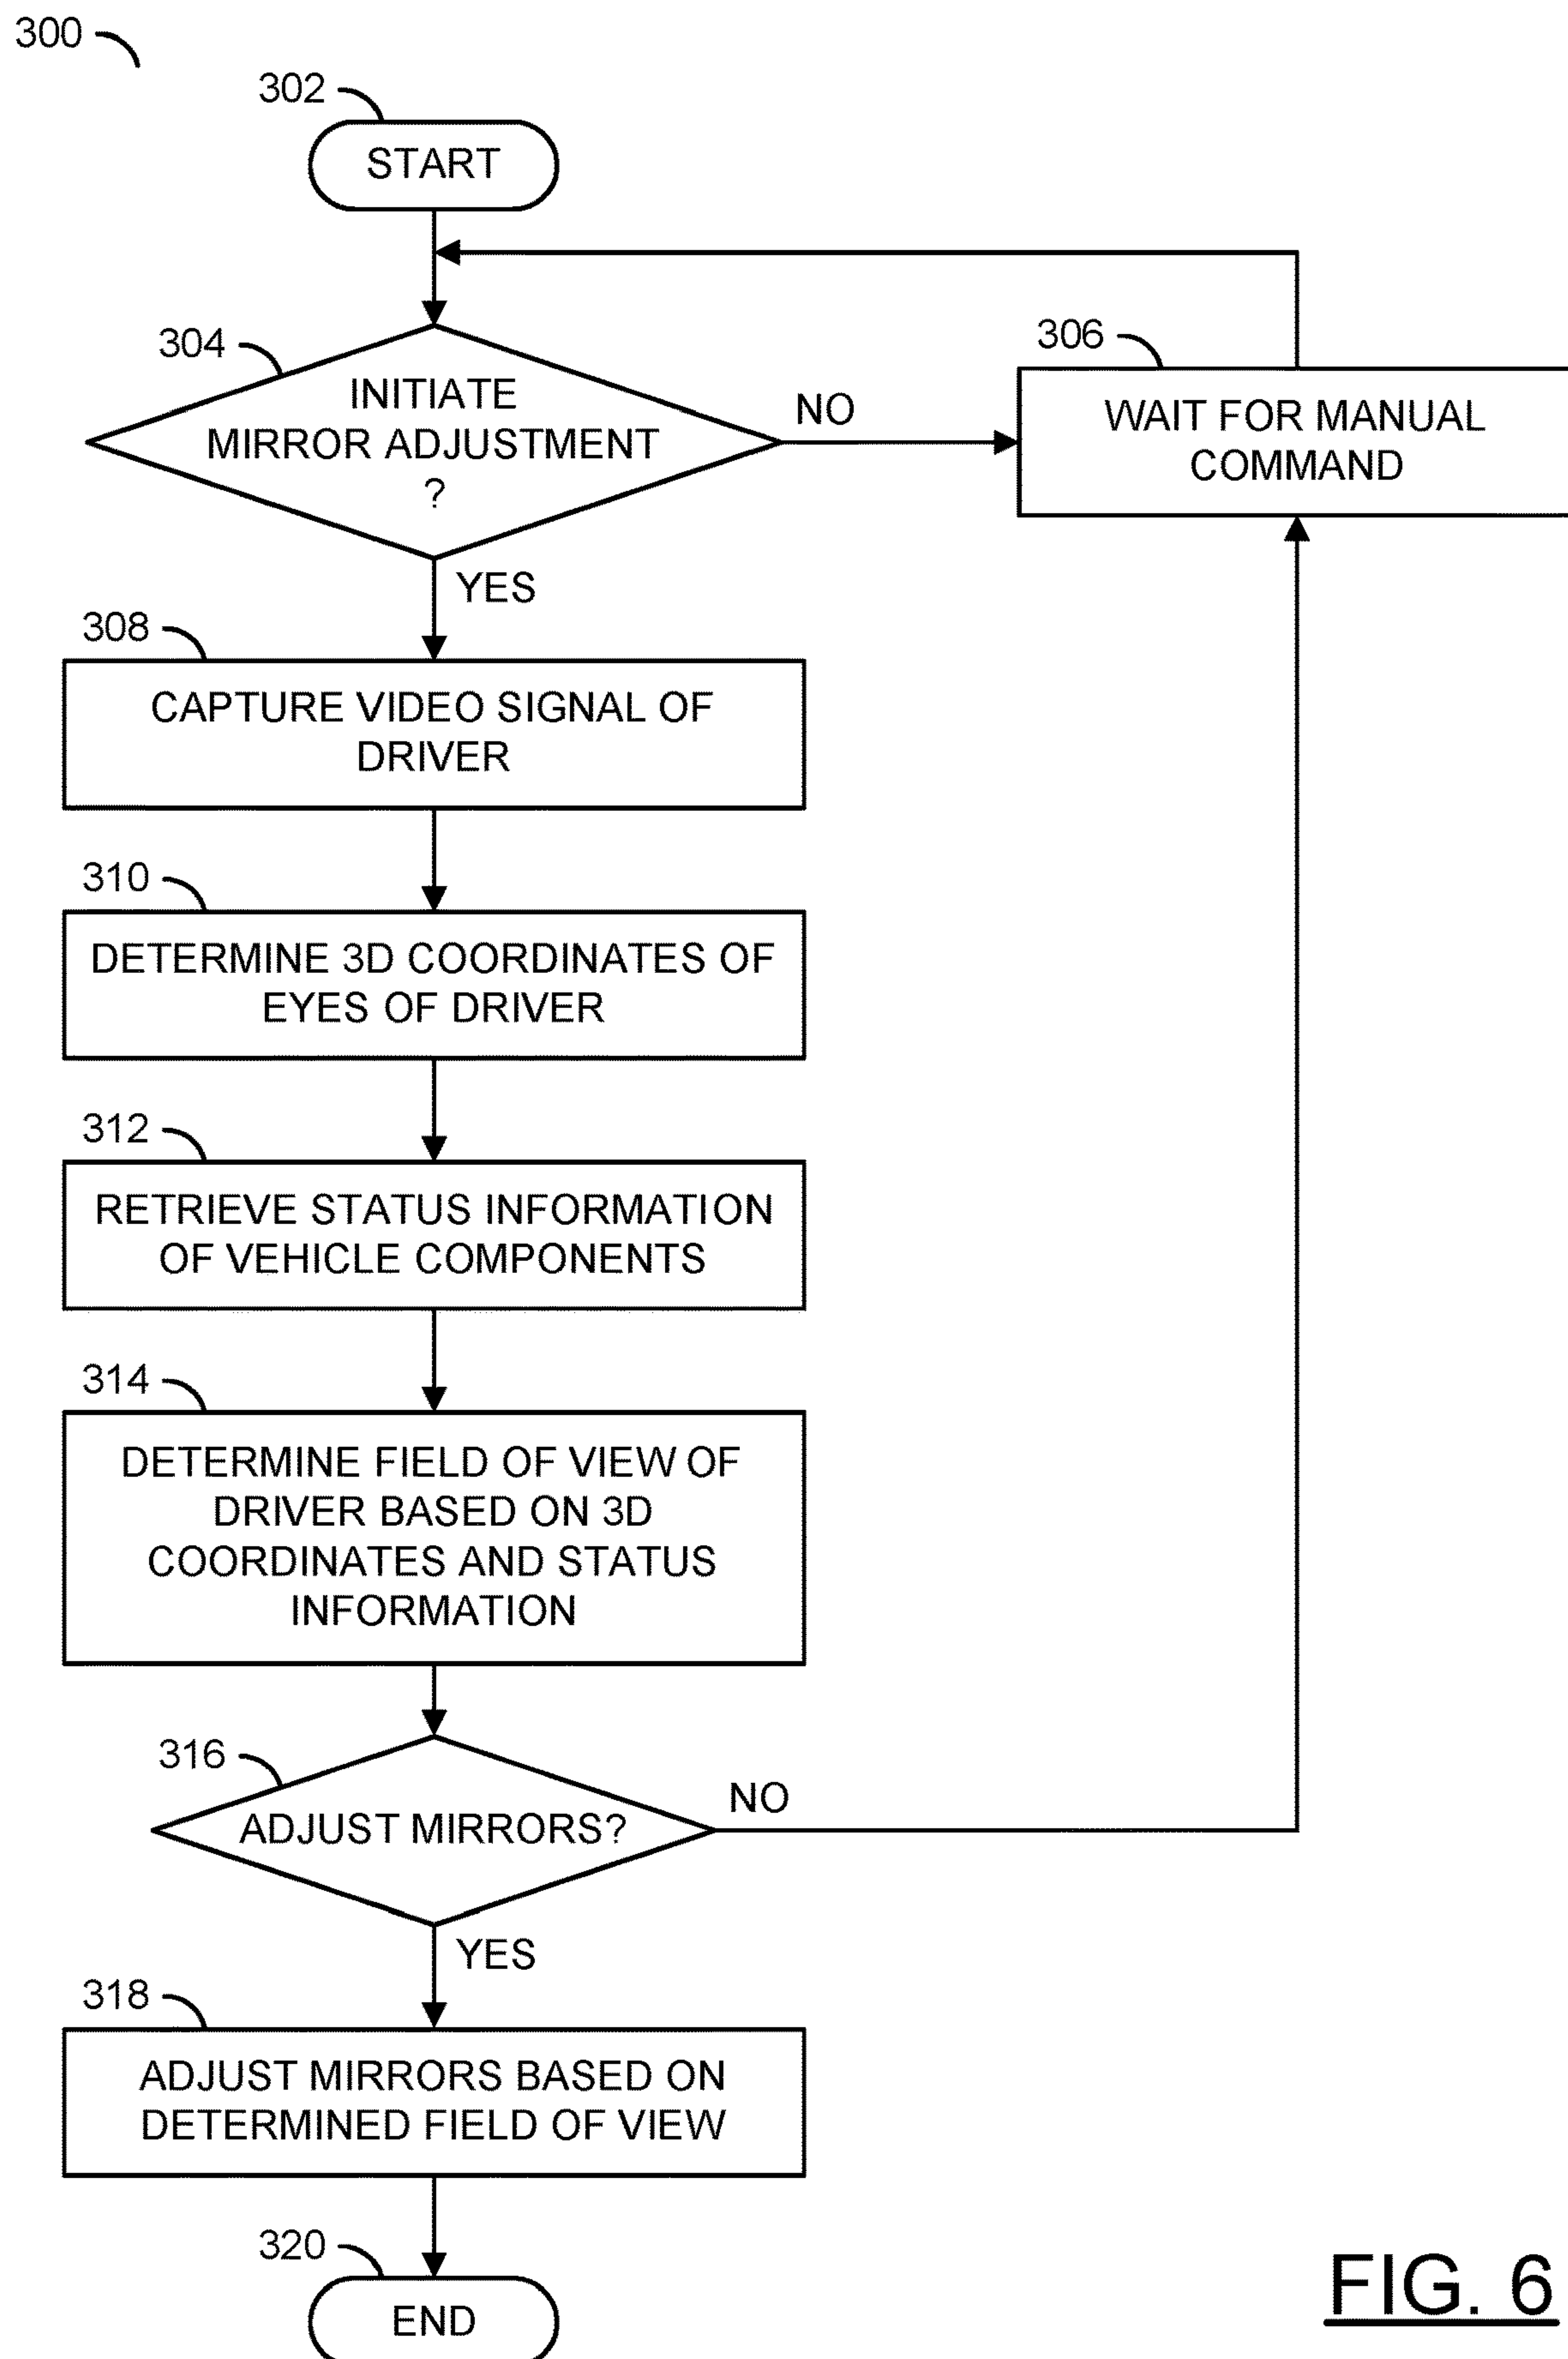 300
302
START
304
INITIATE
MIRROR ADJUSTMENT
?
NO
306
WAIT FOR MANUAL
COMMAND
YES
308
CAPTURE VIDEO SIGNAL OF
DRIVER
310
DETERMINE 3D COORDINATES OF
EYES OF DRIVER
312
RETRIEVE STATUS INFORMATION
OF VEHICLE COMPONENTS
314
DETERMINE FIELD OF VIEW OF
DRIVER BASED ON 3D
COORDINATES AND STATUS
INFORMATION
316
ADJUST MIRRORS?
NO
YES
318
ADJUST MIRRORS BASED ON
DETERMINED FIELD OF VIEW
320
END
FIG. 6